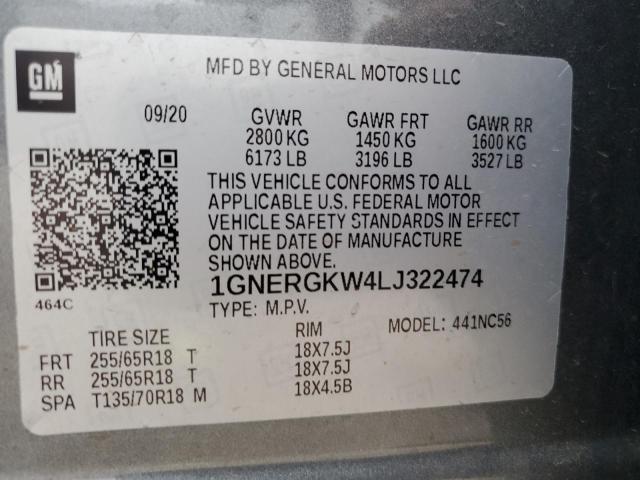 GM
MFD BY GENERAL MOTORS LLC
09/20 GVWR GAWR FRT GAWR RR
2800 KG 1450 KG 1600 KG
6173 LB 3196 LB 3527 LB
THIS VEHICLE CONFORMS TO ALL
APPLICABLE U.S. FEDERAL MOTOR
VEHICLE SAFETY STANDARDS IN EFFECT
ON THE DATE OF MANUFACTURE
SHOWN ABOVE.
1GNERGKW4LJ322474
464C
TYPE: M.P.V.
MODEL: 441NC56
TIRE SIZE RIM
FRT 255/65R18 T 18X7.5J
RR 255/65R18 T 18X7.5J
SPA T135/70R18 M 18X4.5B